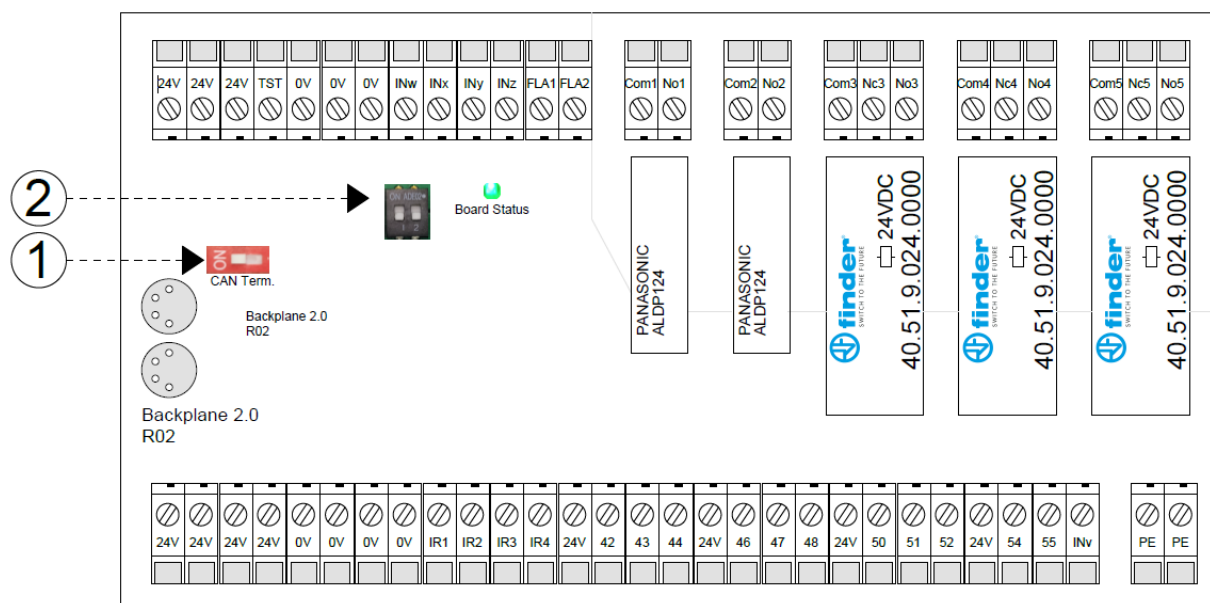 24V 24V 24V TST 0V 0V 0V INw INx INy INz FLA1 FLA2 Com1 No1 Com2 No2 Com3 Nc3 No3 Com4 Nc4 No4 Com5 Nc5 No5
2
ON
1 2
Board Status
1
ON
CAN Term.
Backplane 2.0
R02
Backplane 2.0
R02
PANASONIC
ALDP124
PANASONIC
ALDP124
finder
SWITCH TO THE FUTURE
24VDC
40.51.9.024.0000
finder
SWITCH TO THE FUTURE
24VDC
40.51.9.024.0000
finder
SWITCH TO THE FUTURE
24VDC
40.51.9.024.0000
24V 24V 24V 24V 0V 0V 0V 0V IR1 IR2 IR3 IR4 24V 42 43 44 24V 46 47 48 24V 50 51 52 24V 54 55 INv PE PE